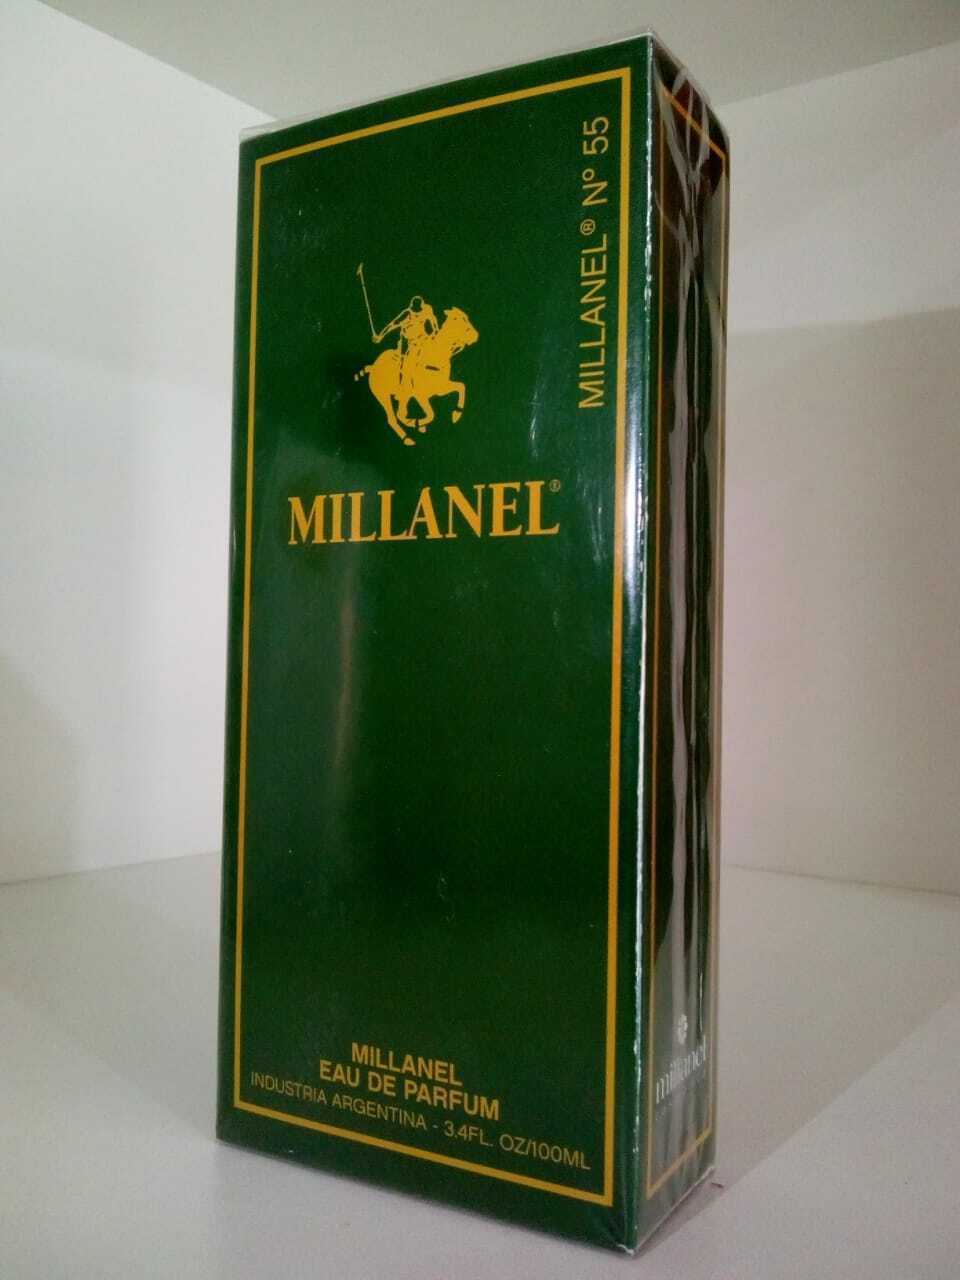 MILLANEL® Nº 55
MILLANEL®
MILLANEL
EAU DE PARFUM
INDUSTRIA ARGENTINA - 3.4FL. OZ/100ML
millanel